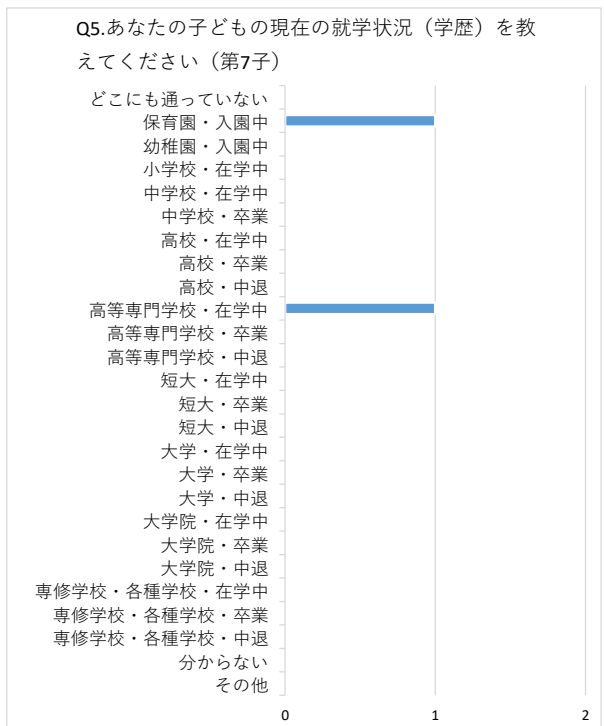 Q5.あなたの子どもの現在の就学状況（学歴）を教
えてください（第7子）
どこにも通っていない
保育園・入園中
幼稚園・入園中
小学校・在学中
中学校・在学中
中学校・卒業
高校・在学中
高校・卒業
高校・中退
高等専門学校・在学中
高等専門学校・卒業
高等専門学校・中退
短大・在学中
短大・卒業
短大・中退
大学・在学中
大学・卒業
大学・中退
大学院・在学中
大学院・卒業
大学院・中退
専修学校・各種学校・在学中
専修学校・各種学校・卒業
専修学校・各種学校・中退
分からない
その他
0 1 2